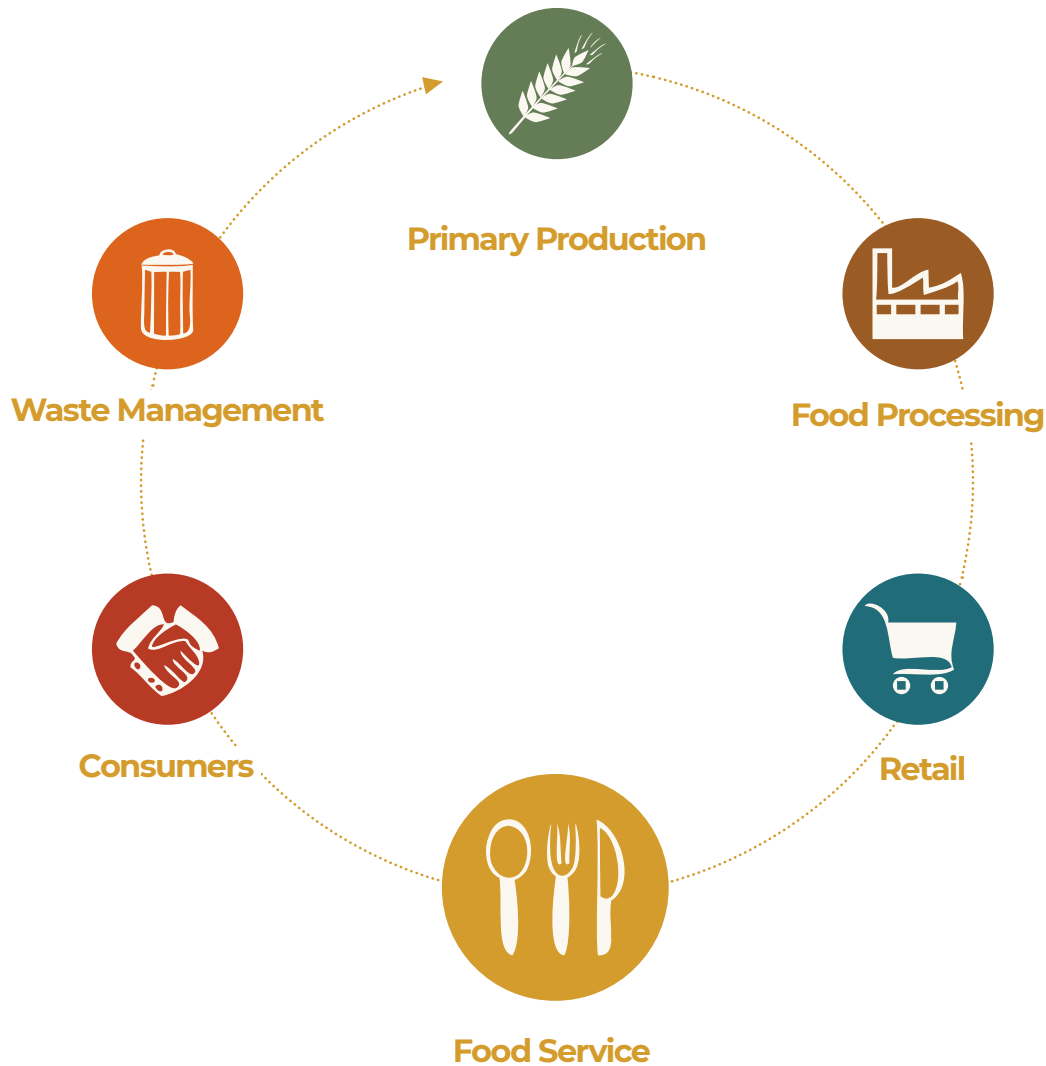 Primary Production
Waste Management
Food Processing
Consumers
Retail
Food Service